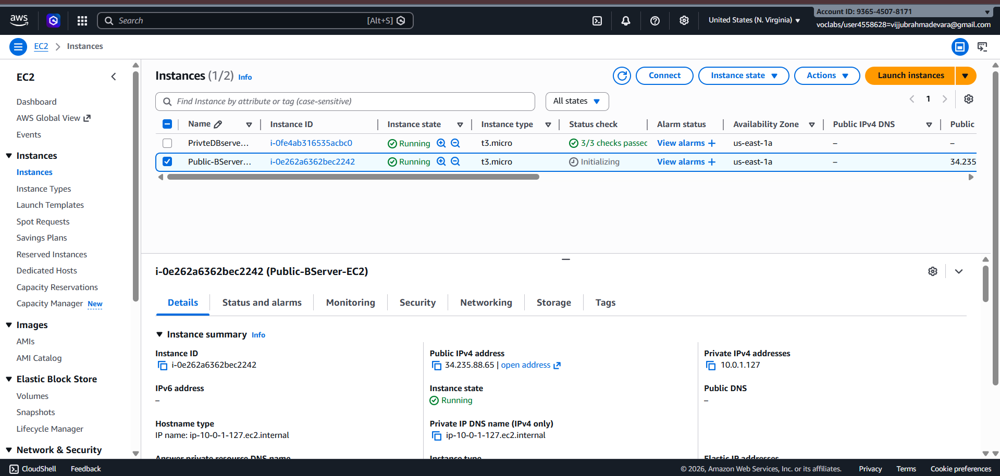 aws
Search [Alt+S]
United States (N. Virginia)
Account ID: 9365-4507-8171
voclabs/user4558628=vijjubrahmadevara@gmail.com
EC2 Instances
EC2
Dashboard
AWS Global View
Events
Instances
Instances
Instance Types
Launch Templates
Spot Requests
Savings Plans
Reserved Instances
Dedicated Hosts
Capacity Reservations
Capacity Manager New
Images
AMIs
AMI Catalog
Elastic Block Store
Volumes
Snapshots
Lifecycle Manager
Network & Security
Instances (1/2) Info
Connect Instance state Actions Launch instances
Find Instance by attribute or tag (case-sensitive) All states 1
Name Instance ID Instance state Instance type Status check Alarm status Availability Zone Public IPv4 DNS Public
PrivteDBserve... i-0fe4ab316535acbc0 Running t3.micro 3/3 checks passec View alarms + us-east-1a – –
Public-BServer... i-0e262a6362bec2242 Running t3.micro Initializing View alarms + us-east-1a – 34.235
i-0e262a6362bec2242 (Public-BServer-EC2)
Details Status and alarms Monitoring Security Networking Storage Tags
Instance summary Info
Instance ID
i-0e262a6362bec2242
Public IPv4 address
34.235.88.65 | open address
Private IPv4 addresses
10.0.1.127
IPv6 address
–
Instance state
Running
Public DNS
–
Hostname type
IP name: ip-10-0-1-127.ec2.internal
Private IP DNS name (IPv4 only)
ip-10-0-1-127.ec2.internal
Answer private resource DNS name
Instance type
Elastic IP addresses
CloudShell Feedback
© 2026, Amazon Web Services, Inc. or its affiliates. Privacy Terms Cookie preferences